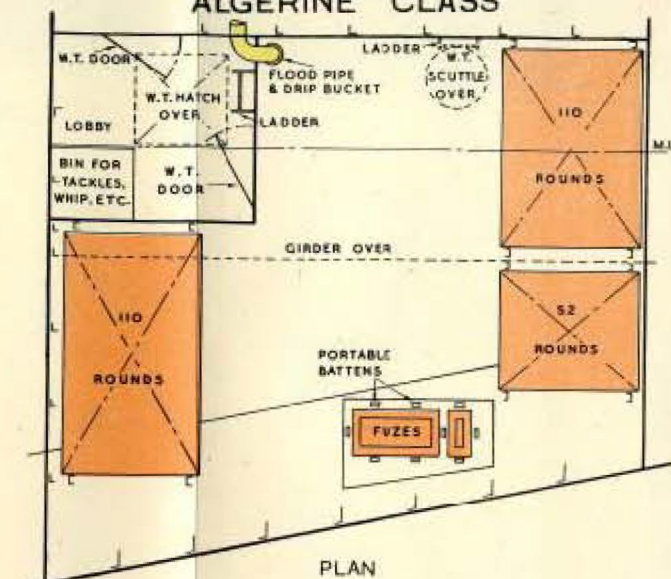 ALGERINE CLASS
W.T. DOOR
W.T. HATCH
OVER
LOBBY
BIN FOR
TACKLES,
WHIP, ETC.
W.T.
DOOR
FLOOD PIPE
& DRIP BUCKET
LADDER
LADDER
W.T.
SCUTTLE
OVER
110
ROUNDS
GIRDER OVER
110
ROUNDS
52
ROUNDS
PORTABLE
BATTENS
FUZES
PLAN